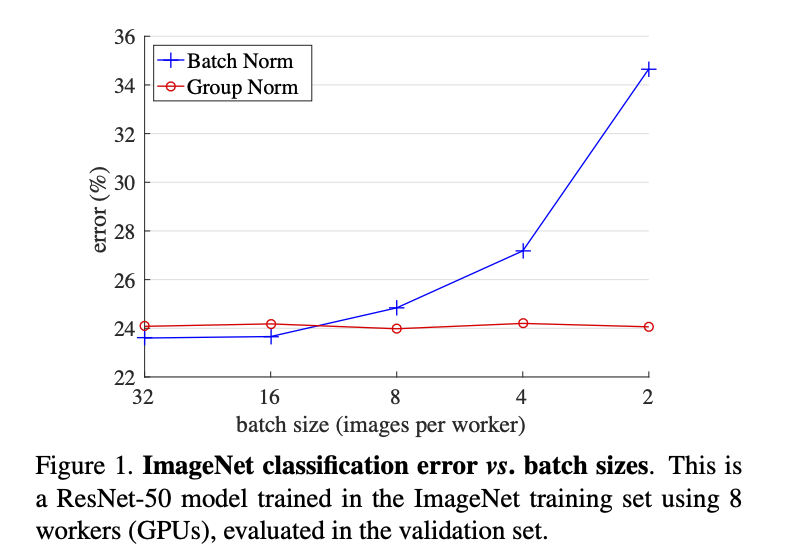 36
34
32
30
28
26
24
22
error (%)
Batch Norm
Group Norm
32 16 8 4 2
batch size (images per worker)
Figure 1. ImageNet classification error vs. batch sizes. This is
a ResNet-50 model trained in the ImageNet training set using 8
workers (GPUs), evaluated in the validation set.